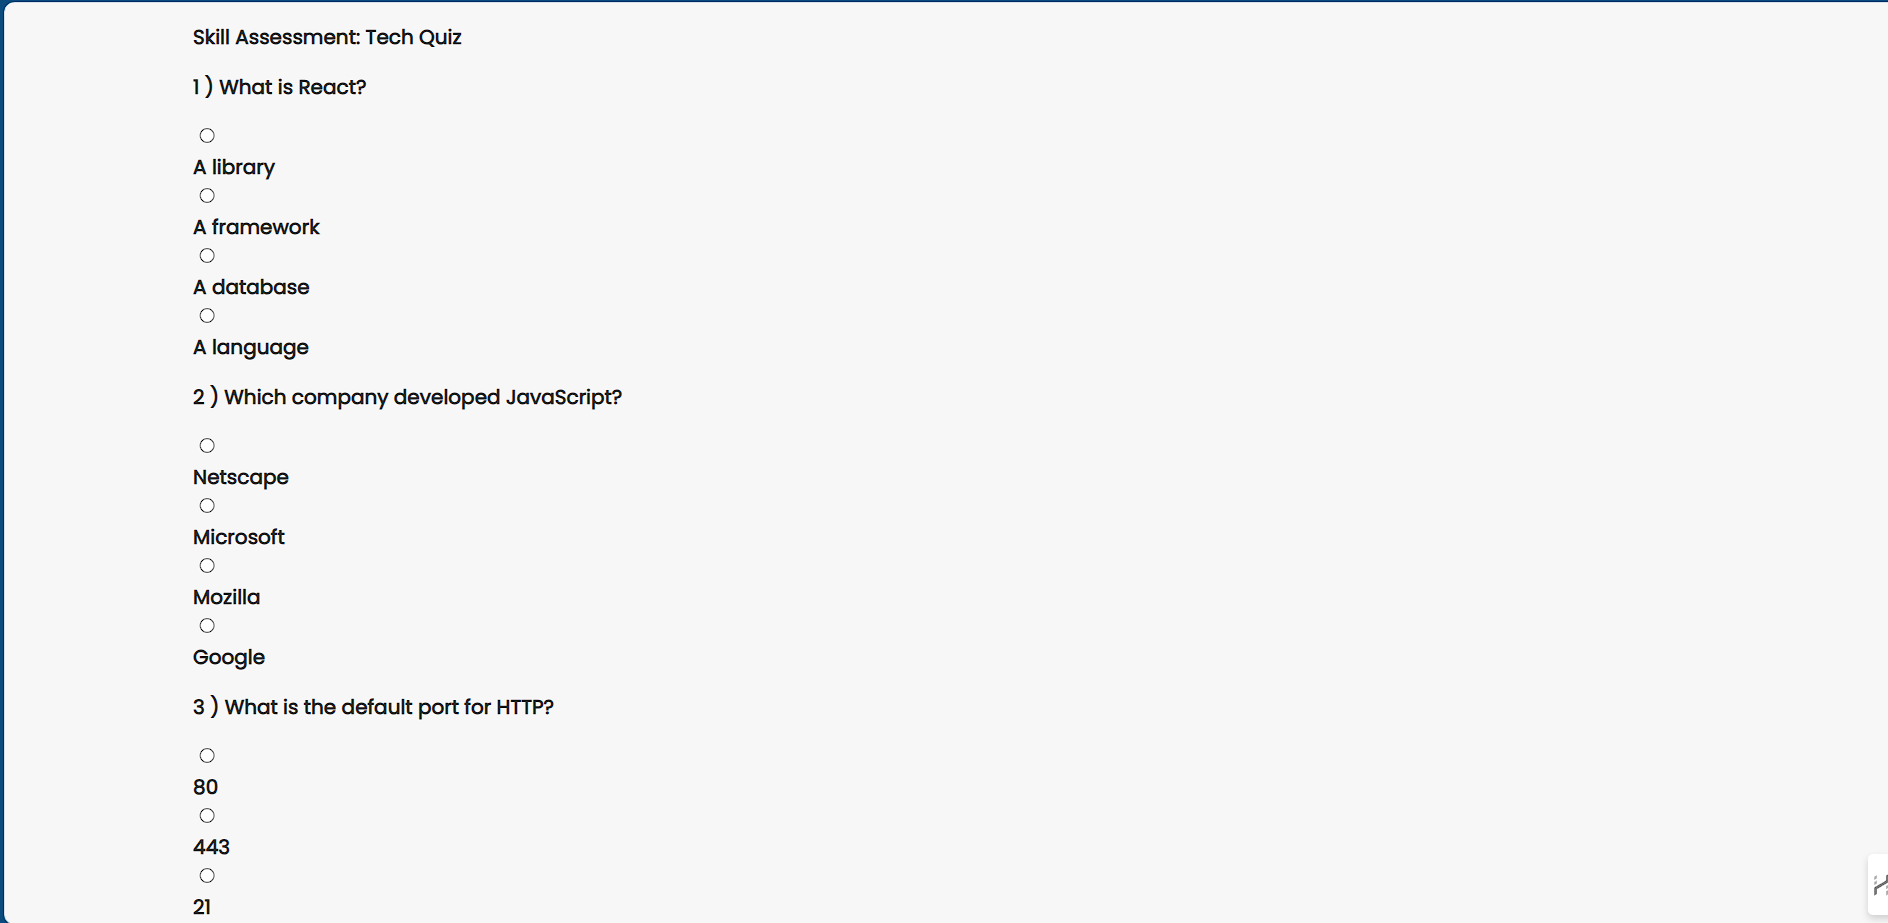 Skill Assessment: Tech Quiz
1 ) What is React?
A library
A framework
A database
A language
2 ) Which company developed JavaScript?
Netscape
Microsoft
Mozilla
Google
3 ) What is the default port for HTTP?
80
443
21